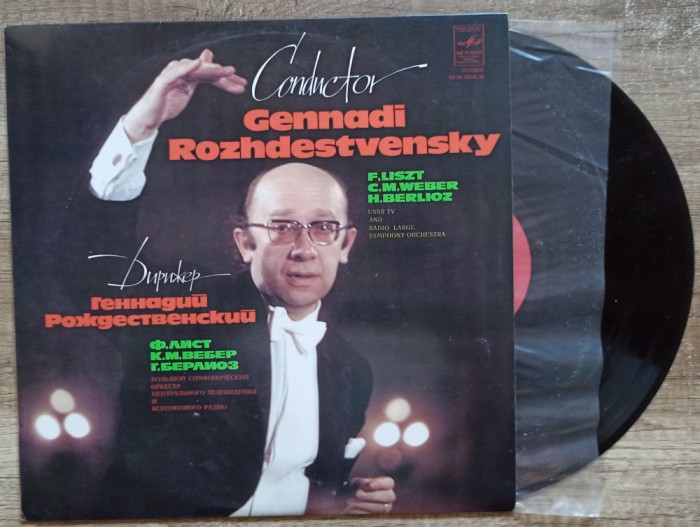 Conductor
Gennadi
Rozhdestvensky
F.LISZT
C.M.WEBER
H.BERLIOZ
USSR TV
AND
RADIO LARGE
SYMPHONY ORCHESTRA
Дирижер
Геннадий
Рождественский
Ф.ЛИСТ
К.М.ВЕБЕР
Г.БЕРЛИОЗ
БОЛЬШОЙ СИМФОНИЧЕСКИЙ
ОРКЕСТР
ЦЕНТРАЛЬНОГО ТЕЛЕВИДЕНИЯ
И
ВСЕСОЮЗНОГО РАДИО